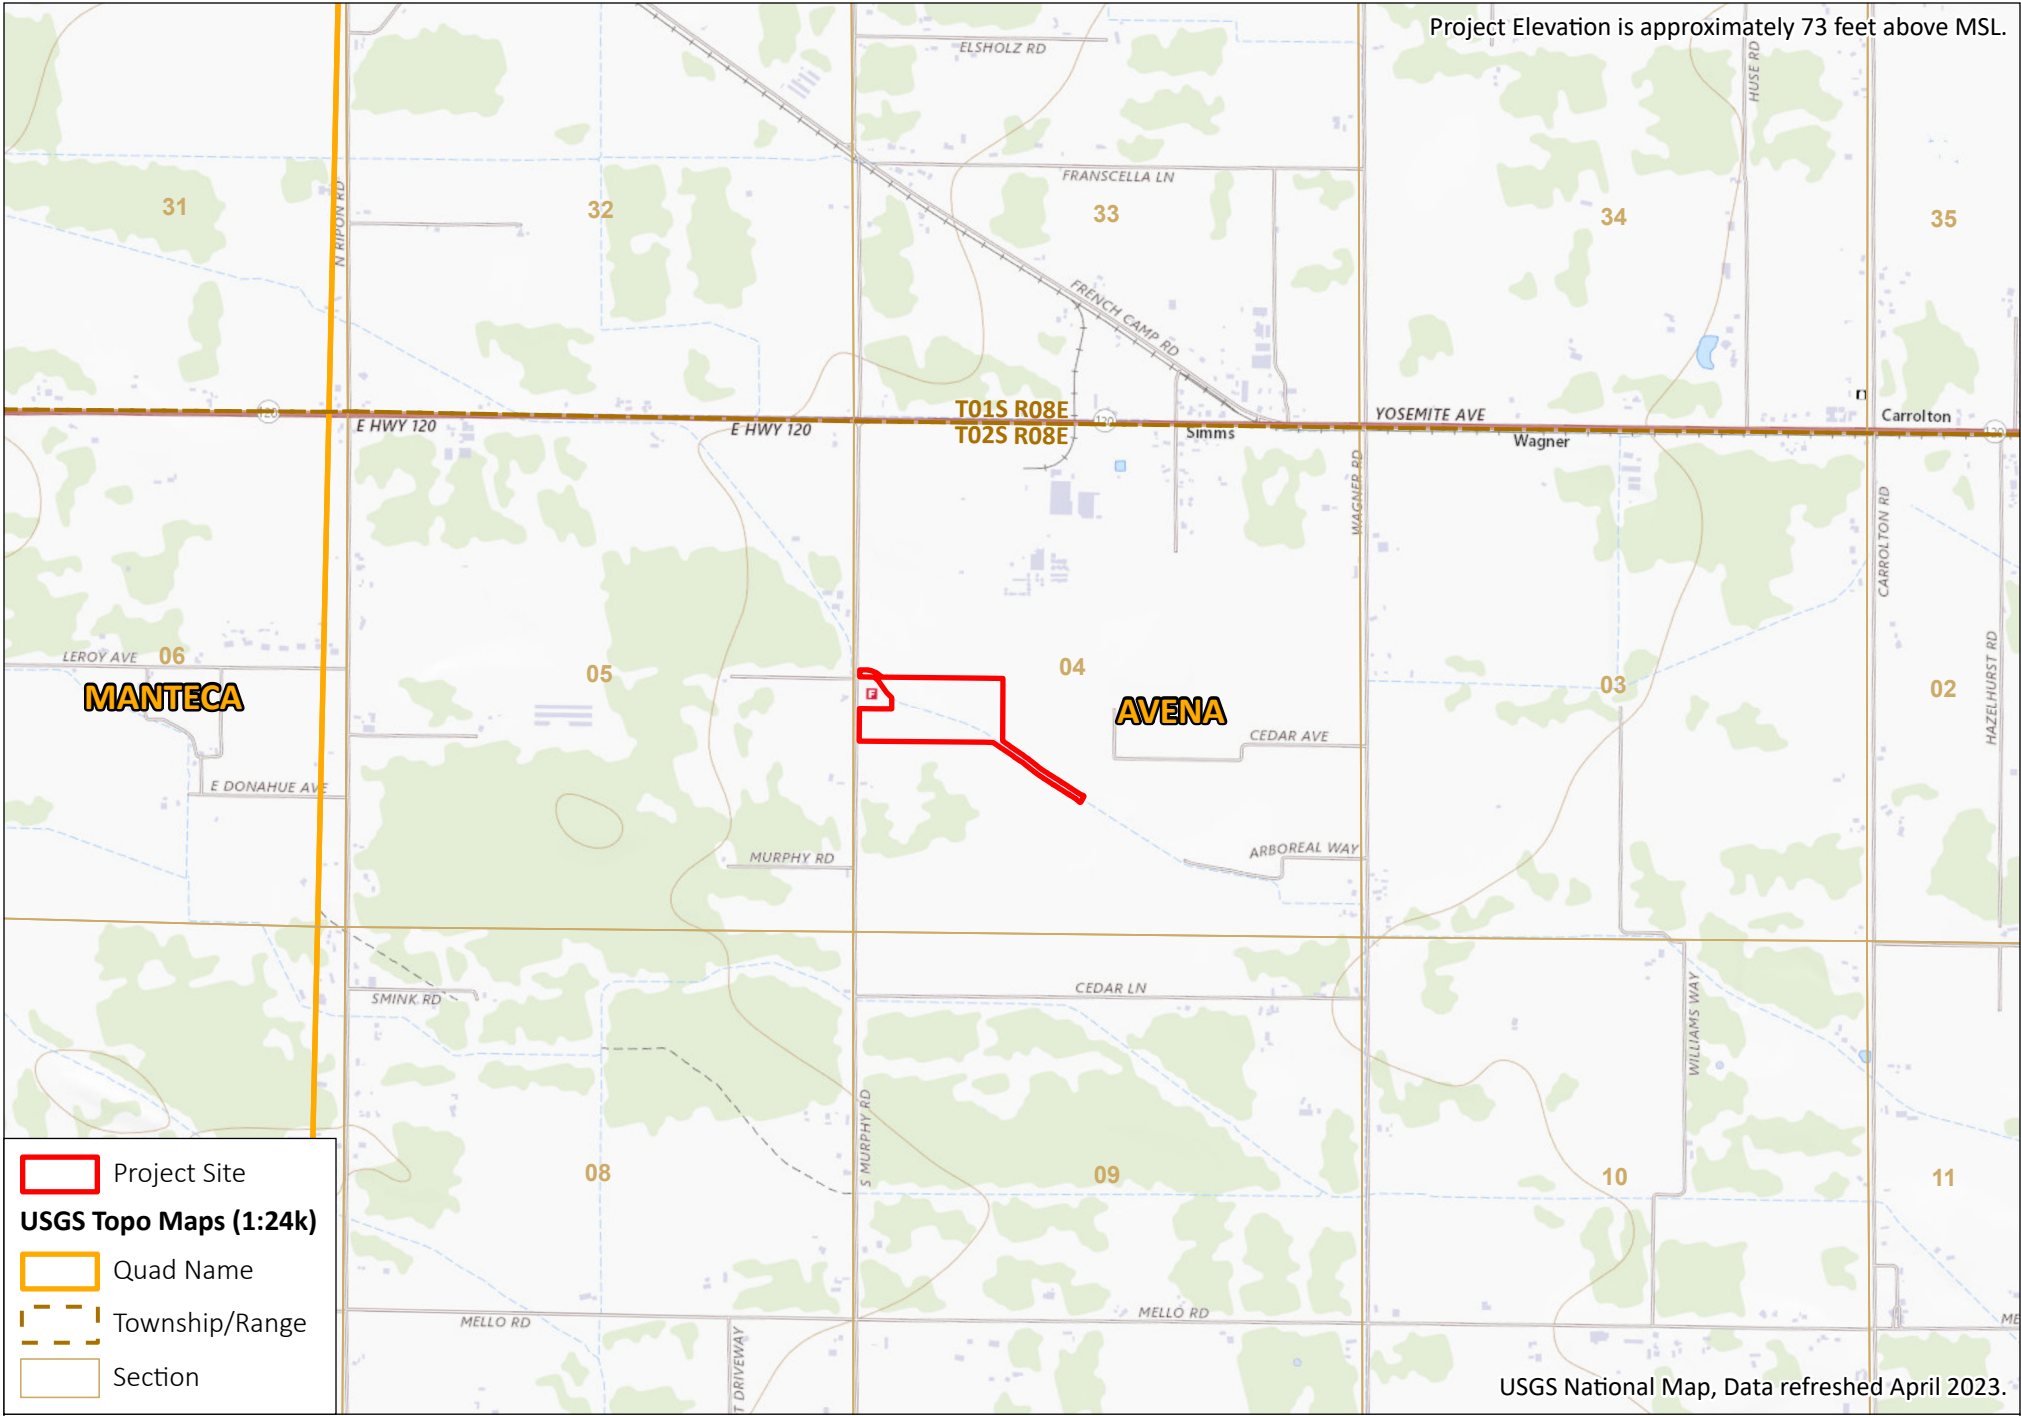 Project Elevation is approximately 73 feet above MSL.
ELSHOLZ RD
HUSE RD
FRANSCELLA LN
N RIPON RD
31
32
33
34
35
FRENCH CAMP RD
T01S R08E
T02S R08E
E HWY 120
E HWY 120
YOSEMITE AVE
Carrolton
Simms
Wagner
WAGNER RD
CARROLTON RD
HAZELHURST RD
LEROY AVE
06
05
04
03
02
MANTECA
AVENA
F
CEDAR AVE
E DONAHUE AVE
MURPHY RD
ARBOREAL WAY
SMINK RD
CEDAR LN
WILLIAMS WAY
S MURPHY RD
08
09
10
11
MELLO RD
MELLO RD
ME
T DRIVEWAY
Project Site
USGS Topo Maps (1:24k)
Quad Name
Township/Range
Section
USGS National Map, Data refreshed April 2023.